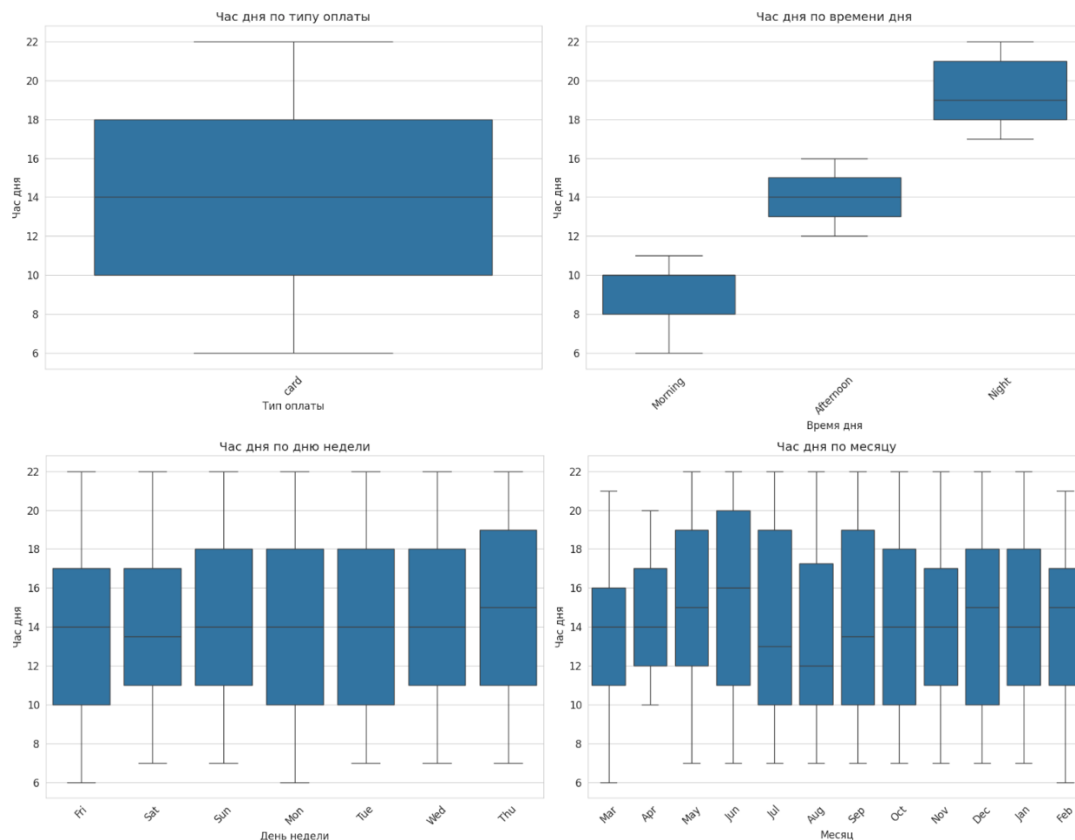 Час дня по типу оплаты
22
20
18
16
14
12
10
8
6
Час дня
card
Тип оплаты
Час дня по времени дня
22
20
18
16
14
12
10
8
6
Час дня
Morning
Afternoon
Night
Время дня
Час дня по дню недели
22
20
18
16
14
12
10
8
6
Час дня
Fri
Sat
Sun
Mon
Tue
Wed
Thu
День недели
Час дня по месяцу
22
20
18
16
14
12
10
8
6
Час дня
Mar
Apr
May
Jun
Jul
Aug
Sep
Oct
Nov
Dec
Jan
Feb
Месяц